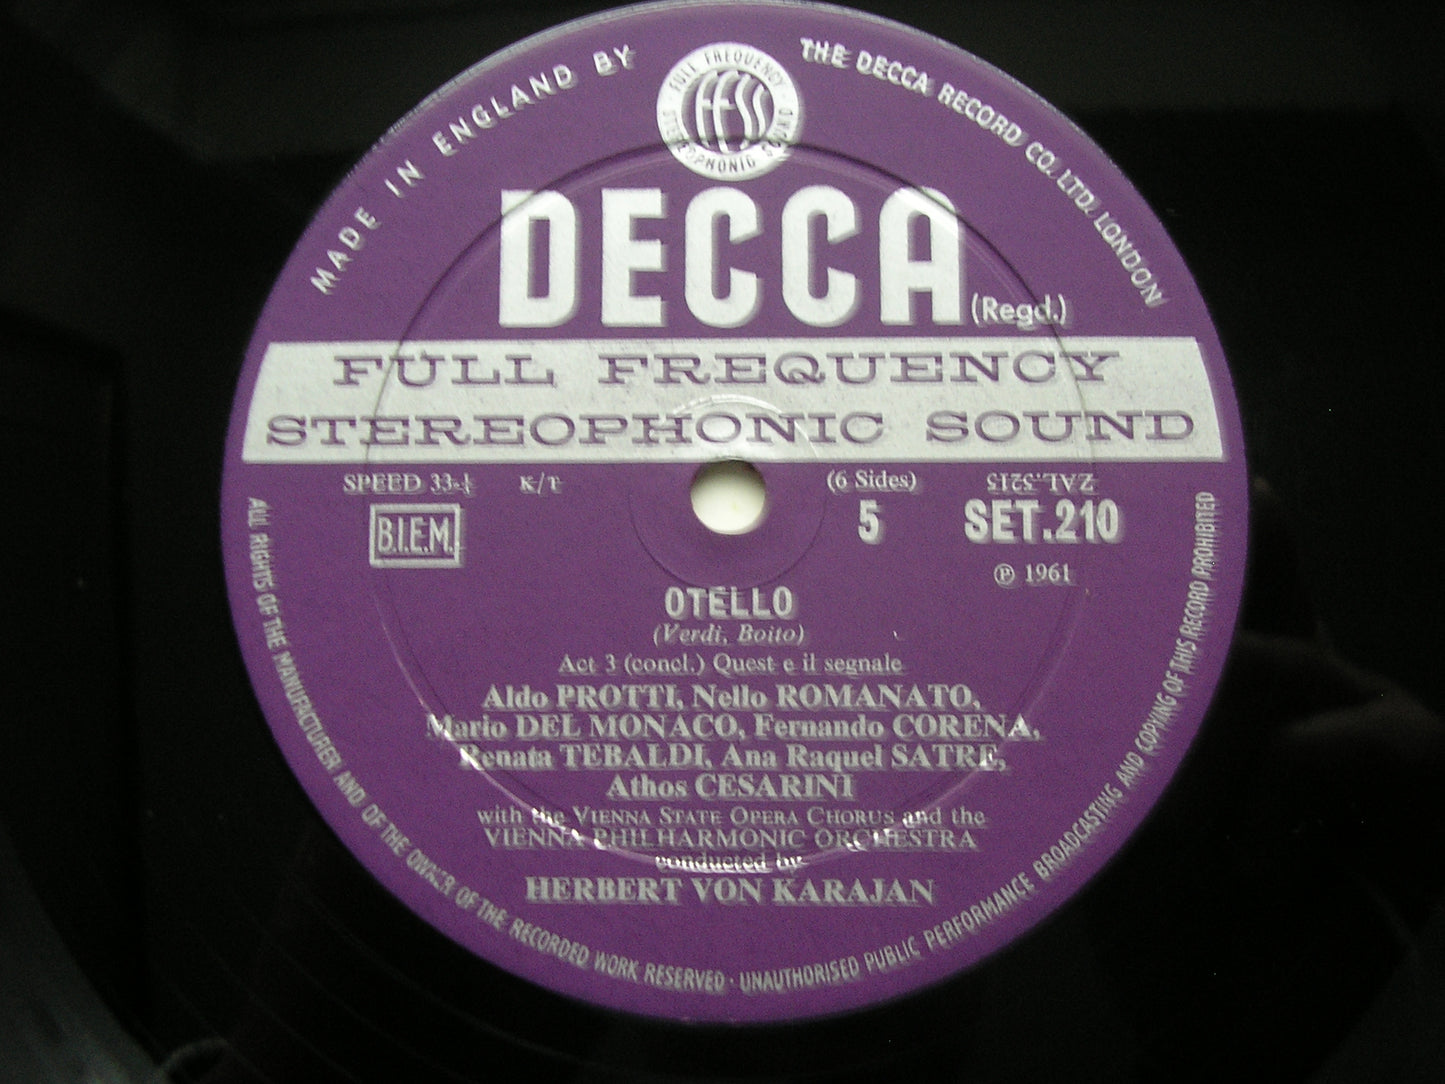 MADE IN ENGLAND BY
THE DECCA RECORD CO. LTD. LONDON
FULL FREQUENCY
ffss
STEREOPHONIC SOUND
DECCA (Regd.)
FULL FREQUENCY
STEREOPHONIC SOUND
SPEED 33-⅓ K/T (6 Sides) ZAL.5215
B.I.E.M. 5 SET.210
℗ 1961
OTELLO
(Verdi, Boito)
Act 3 (concl.) Quest e il segnale
Aldo PROTTI, Nello ROMANATO,
Mario DEL MONACO, Fernando CORENA,
Renata TEBALDI, Ana Raquel SATRE,
Athos CESARINI
with the VIENNA STATE OPERA CHORUS and the
VIENNA PHILHARMONIC ORCHESTRA
conducted by
HERBERT VON KARAJAN
ALL RIGHTS OF THE MANUFACTURER AND OF THE OWNER OF THE RECORDED WORK RESERVED · UNAUTHORISED PUBLIC PERFORMANCE BROADCASTING AND COPYING OF THIS RECORD PROHIBITED